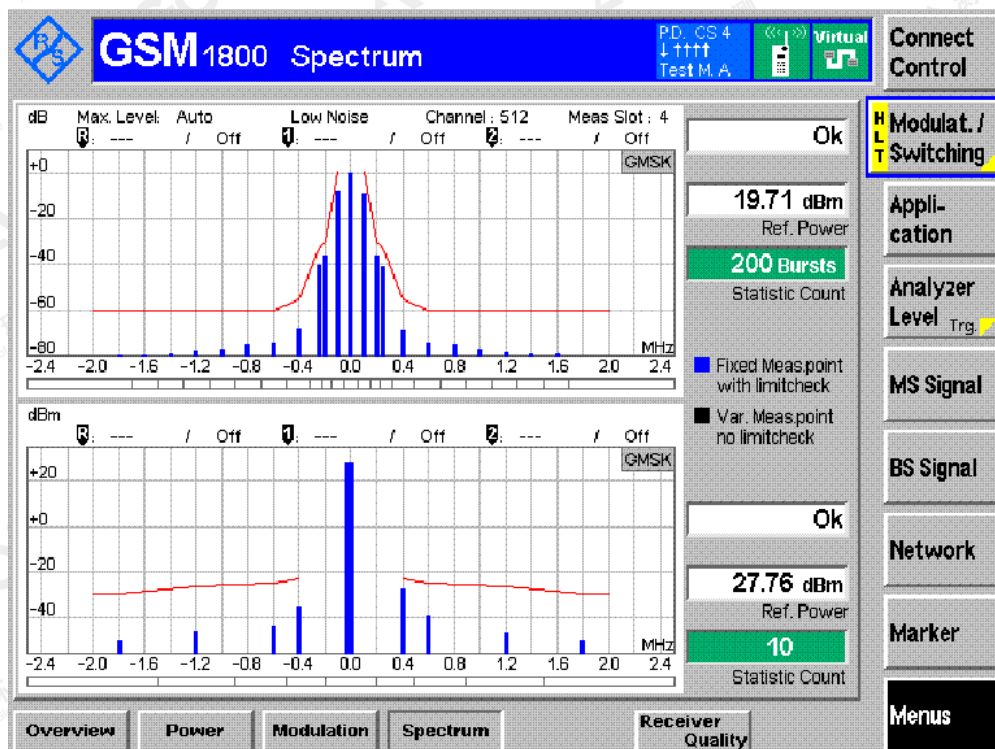 R/S
GSM 1800 Spectrum
P.D. CS 4
↓ ↑↑↑↑
Test M. A
Virtual
Connect
Control
H
L
T
Modulat. /
Switching
Appli-
cation
Analyzer
Level Trg.
MS Signal
BS Signal
Network
Marker
Menus
dB Max. Level: Auto Low Noise Channel : 512 Meas Slot : 4
R: --- / Off 1: --- / Off 2: --- / Off
GMSK
+0
-20
-40
-60
-80
MHz
-2.4 -2.0 -1.6 -1.2 -0.8 -0.4 0.0 0.4 0.8 1.2 1.6 2.0 2.4
Ok
19.71 dBm
Ref. Power
200 Bursts
Statistic Count
Fixed Meas.point
with limitcheck
Var. Meas.point
no limitcheck
dBm
R: --- / Off 1: --- / Off 2: --- / Off
GMSK
+20
+0
-20
-40
MHz
-2.4 -2.0 -1.6 -1.2 -0.8 -0.4 0.0 0.4 0.8 1.2 1.6 2.0 2.4
Ok
27.76 dBm
Ref. Power
10
Statistic Count
Overview Power Modulation Spectrum Receiver
Quality